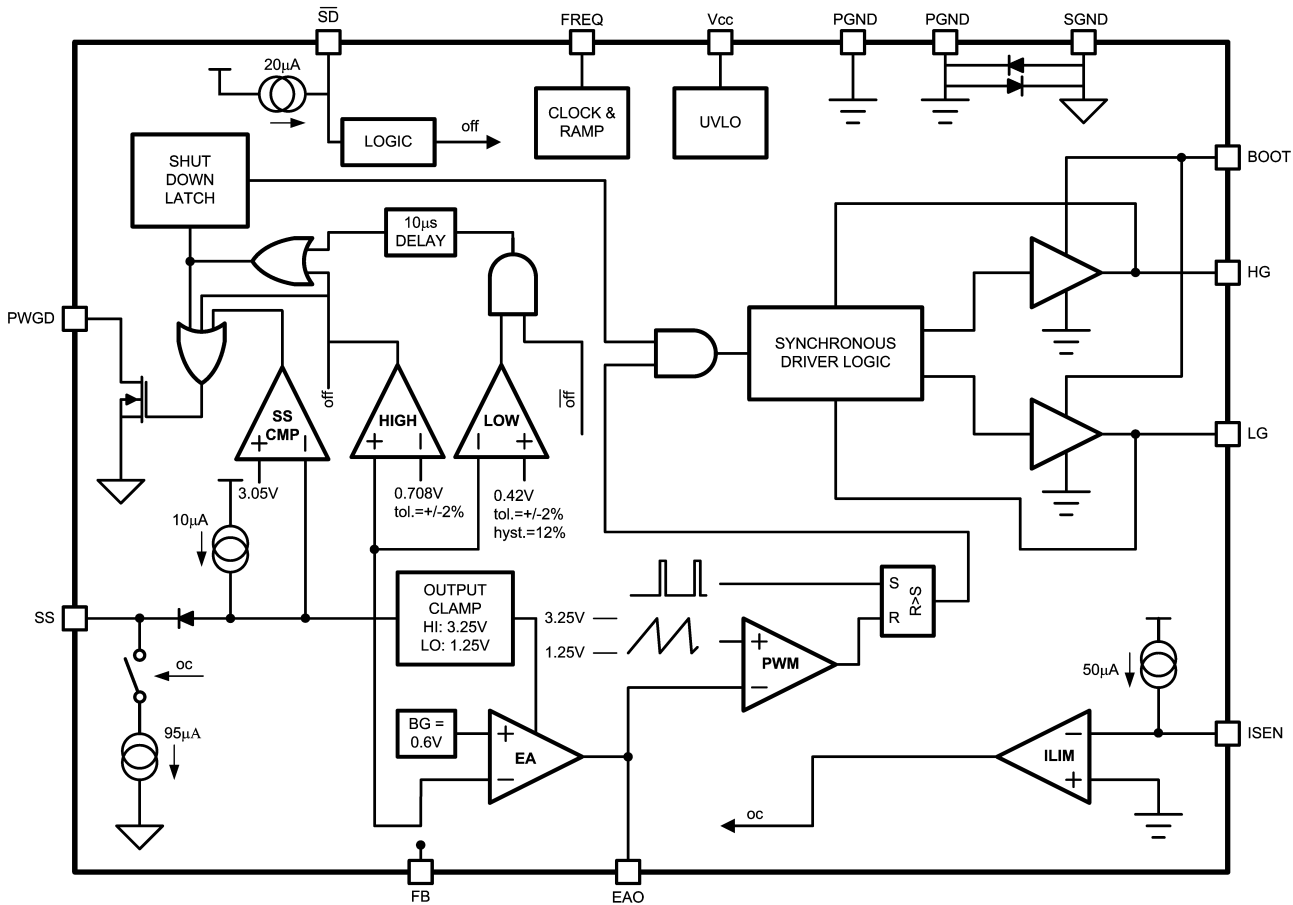 SD
FREQ
Vcc
PGND
PGND
SGND
20μA
LOGIC
off
CLOCK &
RAMP
UVLO
SHUT
DOWN
LATCH
BOOT
10μs
DELAY
HG
PWGD
SYNCHRONOUS
DRIVER LOGIC
off
off
SS
CMP
+
−
HIGH
+
−
LOW
−
+
LG
3.05V
0.708V
tol.=+/-2%
0.42V
tol.=+/-2%
hyst.=12%
10μA
OUTPUT
CLAMP
HI: 3.25V
LO: 1.25V
S
R
R>S
SS
3.25V
1.25V
+
PWM
−
oc
50μA
95μA
BG =
0.6V
+
EA
−
−
ILIM
+
ISEN
oc
FB
EAO